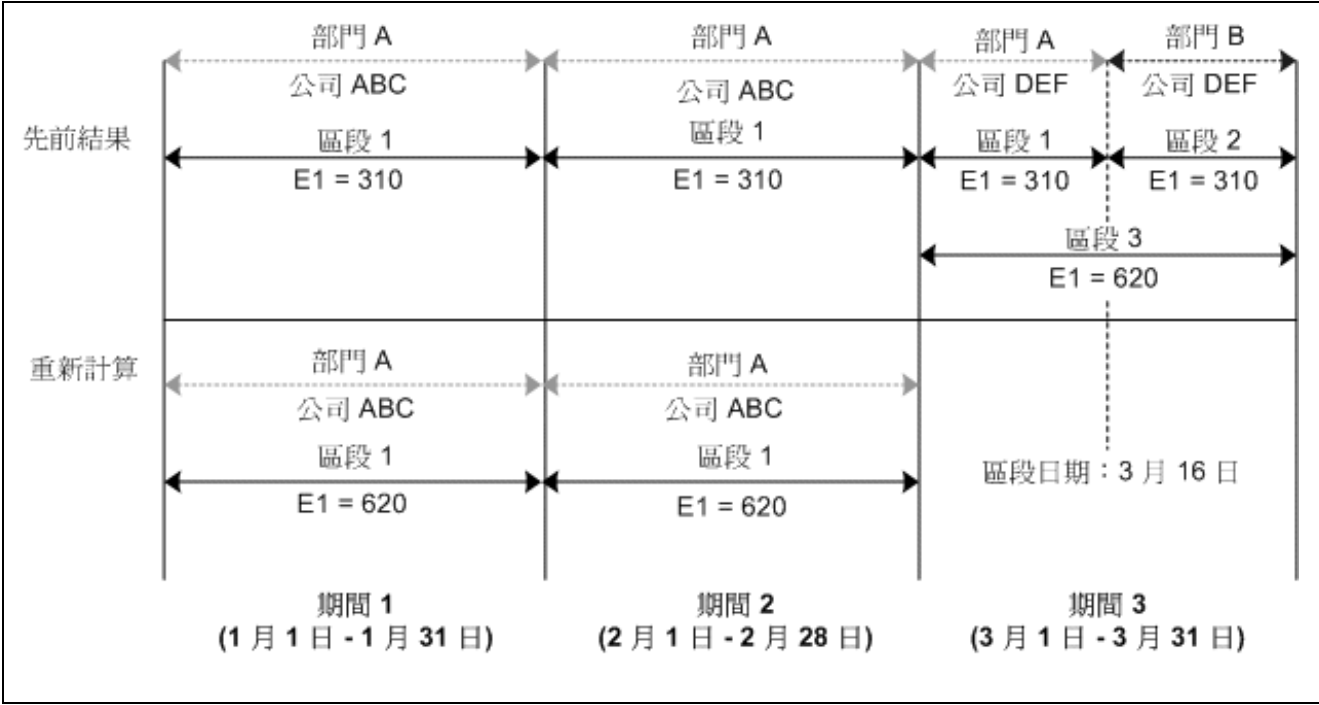 部門 A
部門 A
部門 A
部門 B
公司 ABC
公司 ABC
公司 DEF
公司 DEF
先前結果
區段 1
區段 1
區段 1
區段 2
E1 = 310
E1 = 310
E1 = 310
E1 = 310
區段 3
E1 = 620
重新計算
部門 A
部門 A
公司 ABC
公司 ABC
區段 1
區段 1
區段日期：3 月 16 日
E1 = 620
E1 = 620
期間 1
期間 2
期間 3
(1 月 1 日 - 1 月 31 日)
(2 月 1 日 - 2 月 28 日)
(3 月 1 日 - 3 月 31 日)